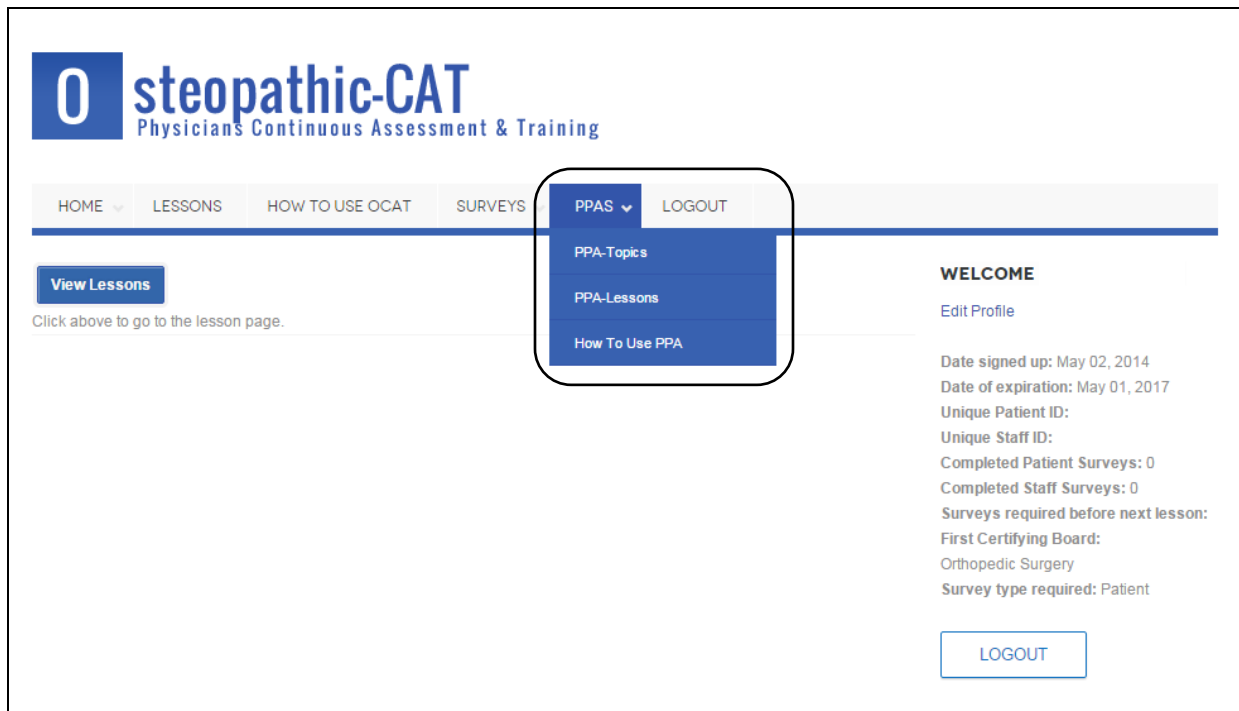 O steopathic-CAT
Physicians Continuous Assessment & Training
HOME LESSONS HOW TO USE OCAT SURVEYS PPAS LOGOUT
PPA-Topics
PPA-Lessons
How To Use PPA
View Lessons
Click above to go to the lesson page.
WELCOME
Edit Profile
Date signed up: May 02, 2014
Date of expiration: May 01, 2017
Unique Patient ID:
Unique Staff ID:
Completed Patient Surveys: 0
Completed Staff Surveys: 0
Surveys required before next lesson:
First Certifying Board:
Orthopedic Surgery
Survey type required: Patient
LOGOUT